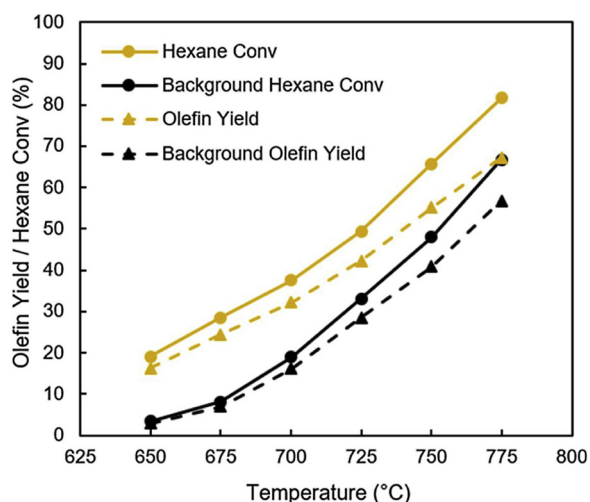 Olefin Yield / Hexane Conv (%)
100
90
80
70
60
50
40
30
20
10
0
Hexane Conv
Background Hexane Conv
Olefin Yield
Background Olefin Yield
625 650 675 700 725 750 775 800
Temperature (°C)